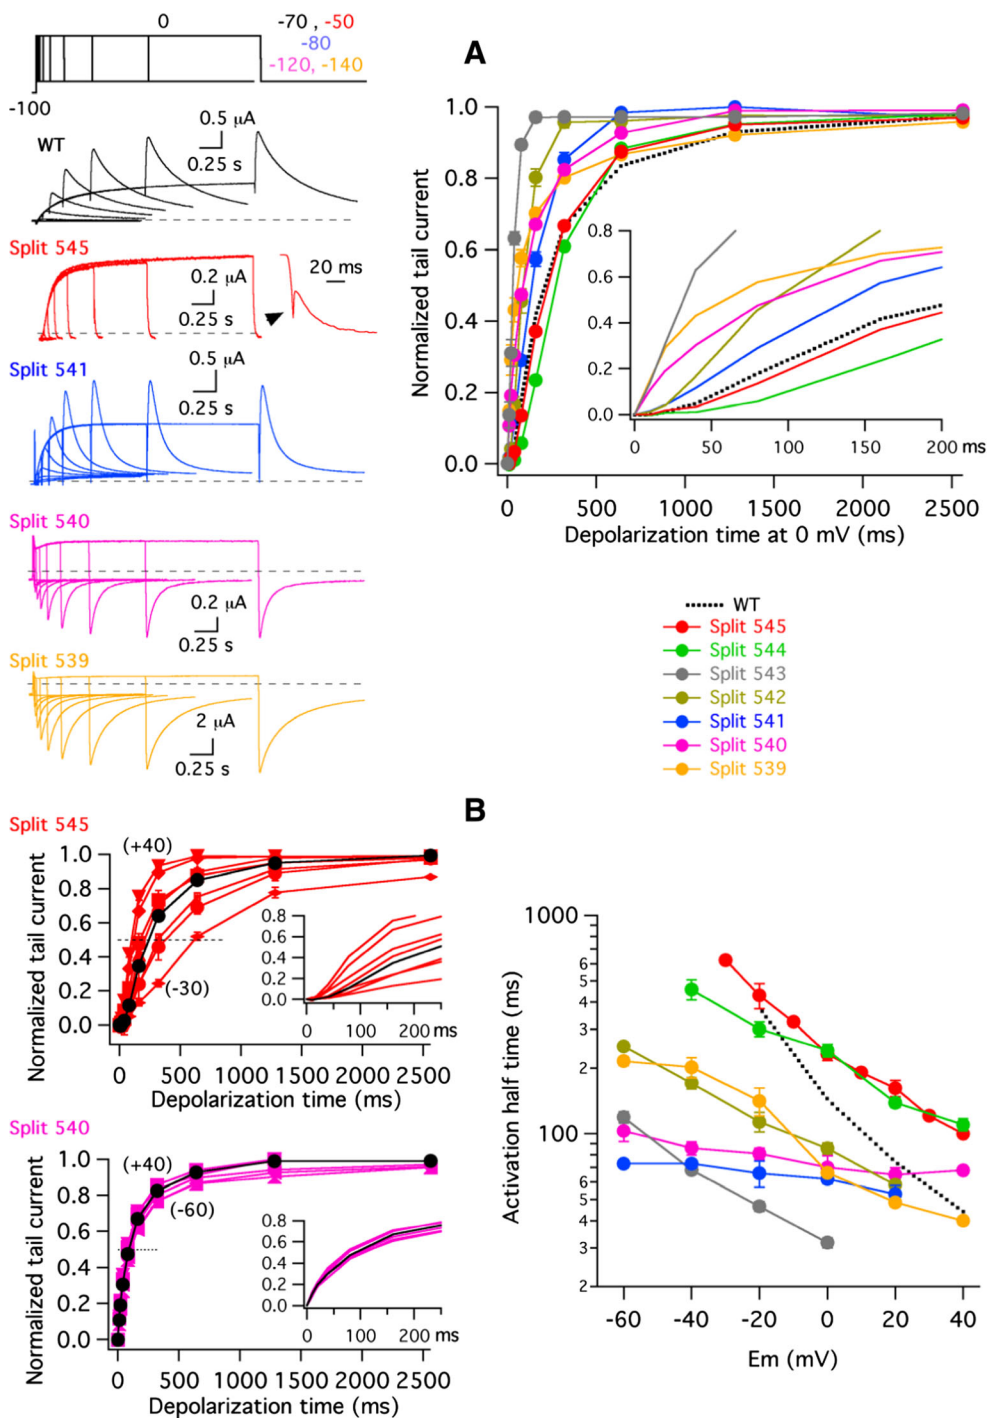 0
-70 , -50
-80
-120, -140
-100
WT
0.5 µA
0.25 s
Split 545
0.2 µA
0.25 s
20 ms
Split 541
0.5 µA
0.25 s
Split 540
0.2 µA
0.25 s
Split 539
2 µA
0.25 s
A
Normalized tail current
1.0
0.8
0.6
0.4
0.2
0.0
0 500 1000 1500 2000 2500
Depolarization time at 0 mV (ms)
0.8
0.6
0.4
0.2
0.0
0 50 100 150 200 ms
WT
Split 545
Split 544
Split 543
Split 542
Split 541
Split 540
Split 539
Split 545
(+40)
(-30)
Normalized tail current
1.0
0.8
0.6
0.4
0.2
0.0
0 500 1000 1500 2000 2500
Depolarization time (ms)
0.8
0.6
0.4
0.2
0.0
0 100 200 ms
Split 540
(+40)
(-60)
Normalized tail current
1.0
0.8
0.6
0.4
0.2
0.0
0 500 1000 1500 2000 2500
Depolarization time (ms)
0.8
0.6
0.4
0.2
0.0
0 100 200 ms
B
Activation half time (ms)
1000
6
5
4
3
2
100
6
5
4
3
2
-60 -40 -20 0 20 40
Em (mV)